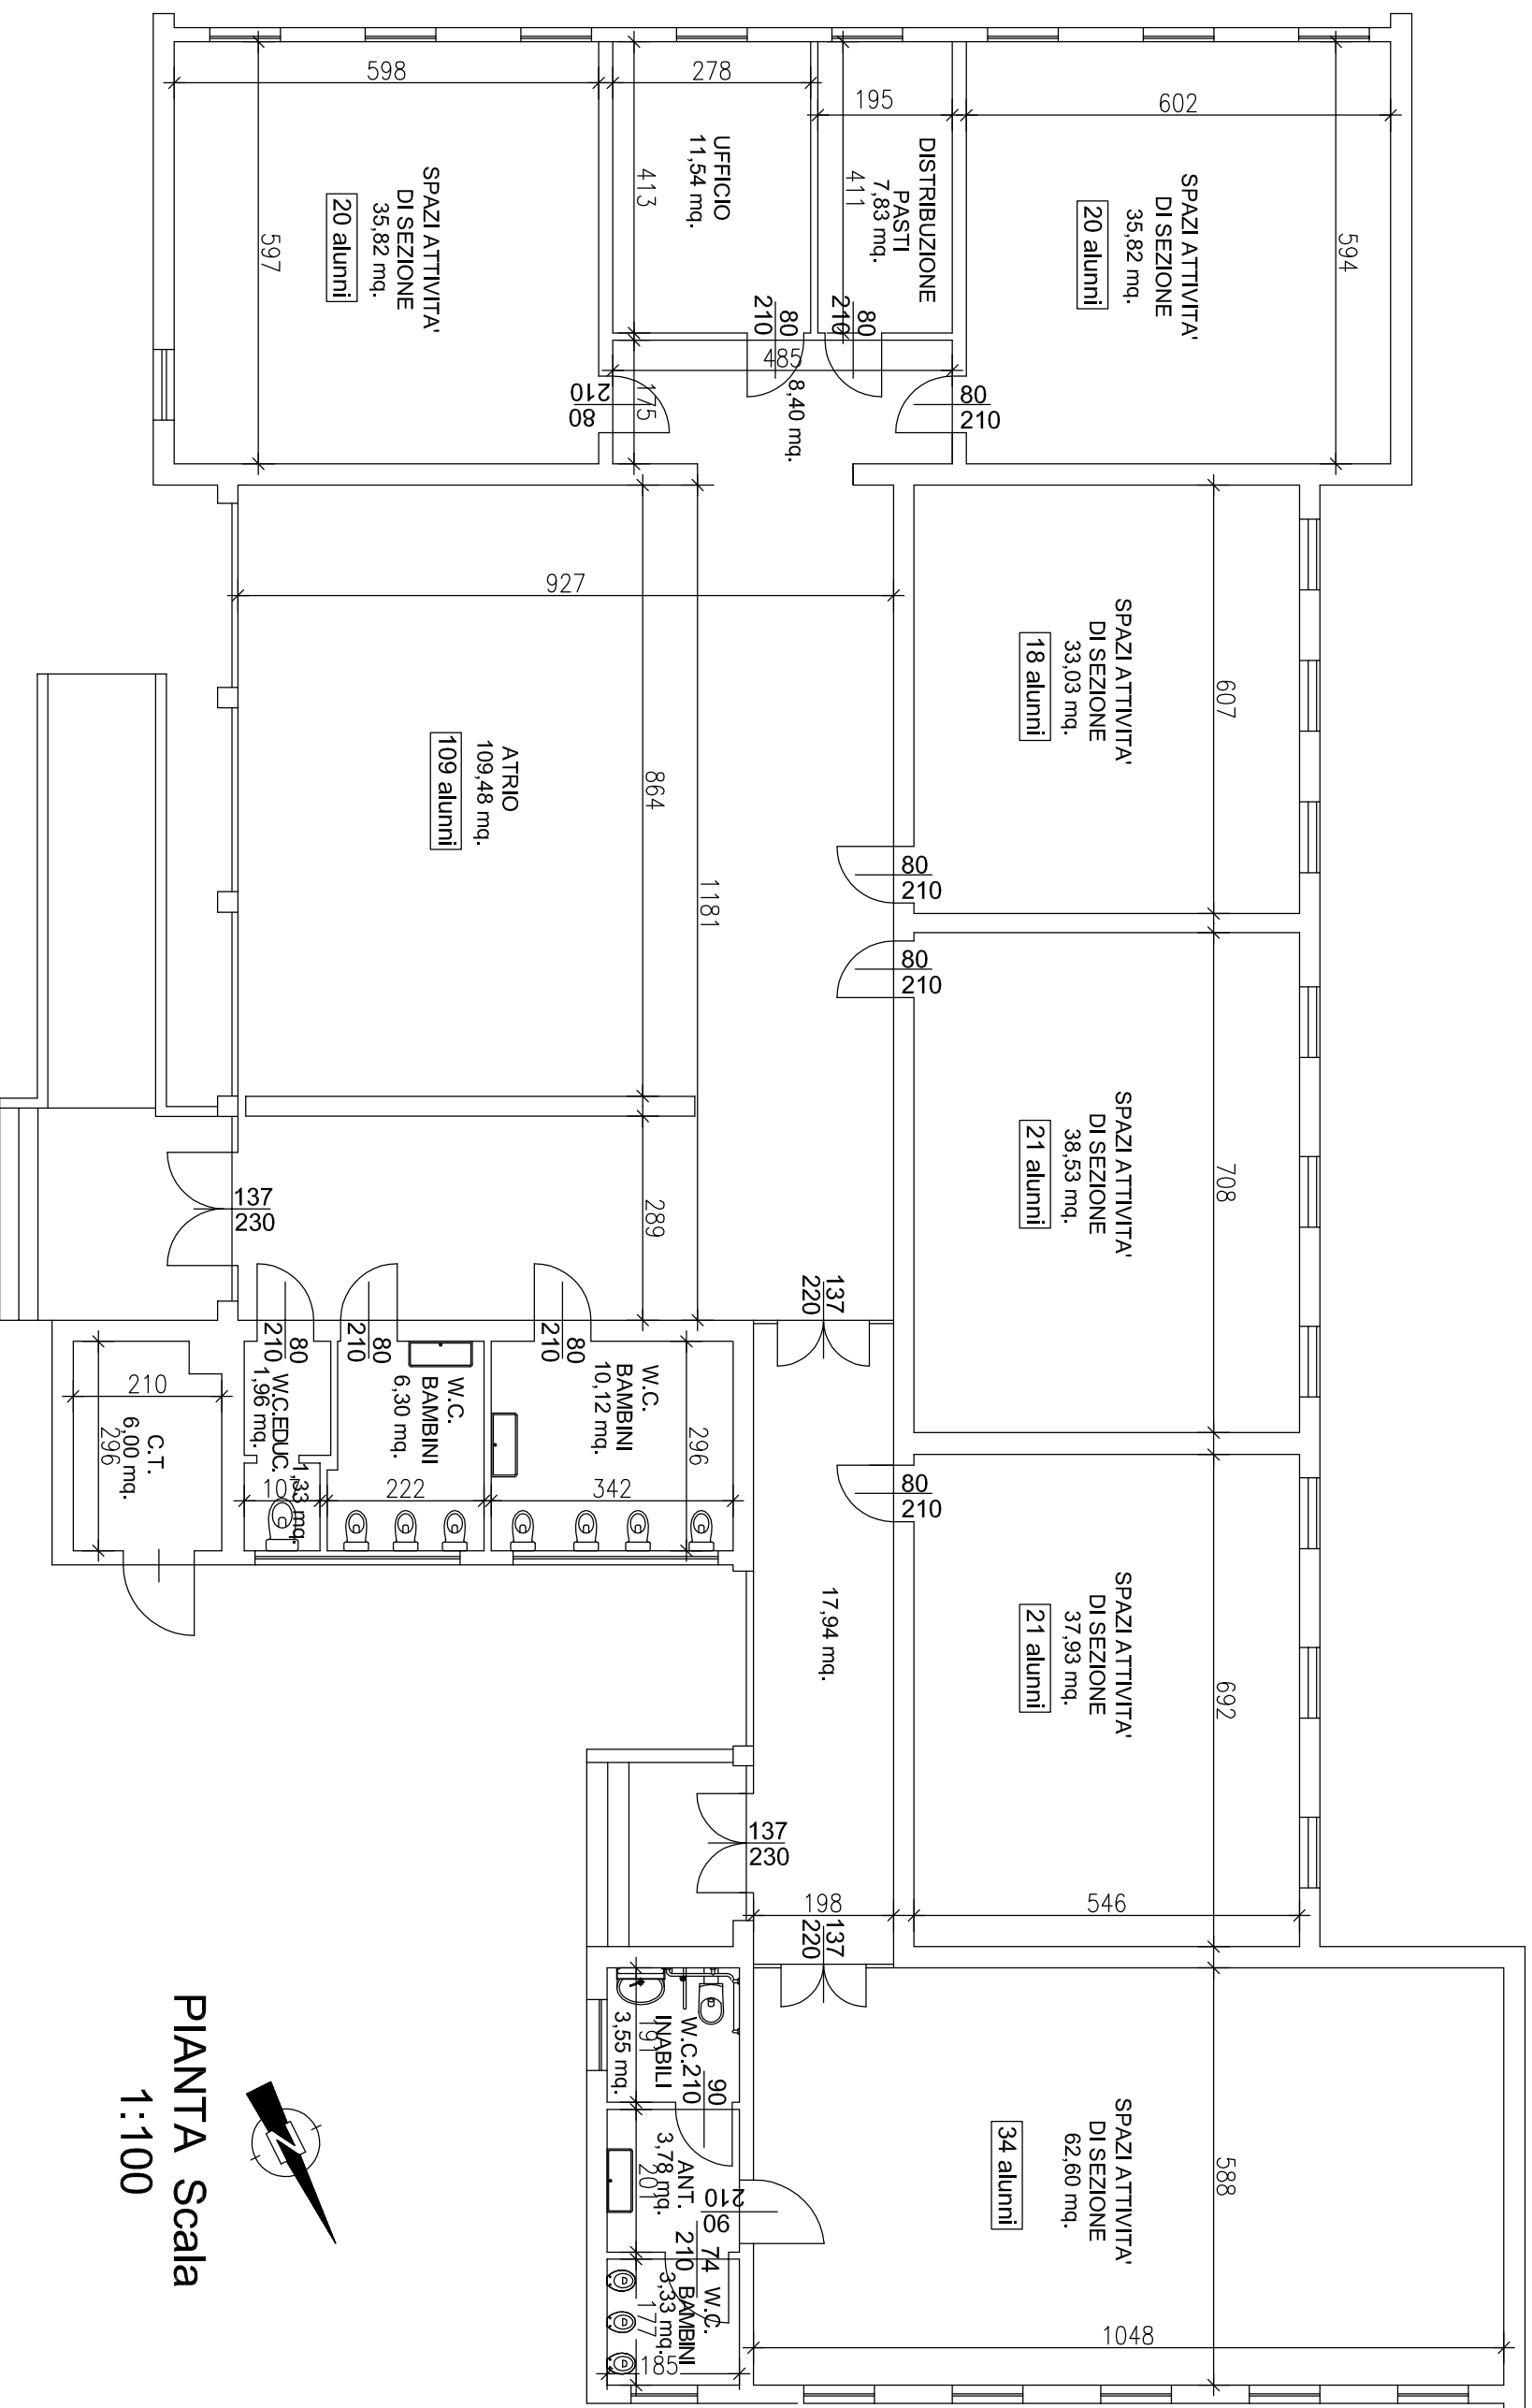 598
278
195
602
SPAZI ATTIVITA'
DI SEZIONE
35,82 mq.
20 alunni
597
UFFICIO
11,54 mq.
413
DISTRIBUZIONE
PASTI
7,83 mq.
411
SPAZI ATTIVITA'
DI SEZIONE
35,82 mq.
20 alunni
594
80
210
80
210
485
8,40 mq.
175
80
210
80
210
927
ATRIO
109,48 mq.
109 alunni
864
1181
289
SPAZI ATTIVITA'
DI SEZIONE
33,03 mq.
18 alunni
607
80
210
80
210
SPAZI ATTIVITA'
DI SEZIONE
38,53 mq.
21 alunni
708
137
230
137
220
80
210
80
210
80
210
210
C.T.
6,00 mq.
296
W.C.EDUC.
1,96 mq.
1,33 mq.
107
W.C.
BAMBINI
6,30 mq.
222
W.C.
BAMBINI
10,12 mq.
342
296
80
210
17,94 mq.
SPAZI ATTIVITA'
DI SEZIONE
37,93 mq.
21 alunni
692
137
230
198
546
137
220
W.C.
INABILI
3,55 mq.
191
90
210
ANT.
3,78 mq.
201
90
210
74
210
W.C.
BAMBINI
3,33 mq.
177
185
SPAZI ATTIVITA'
DI SEZIONE
62,60 mq.
34 alunni
588
1048
PIANTA Scala
1:100